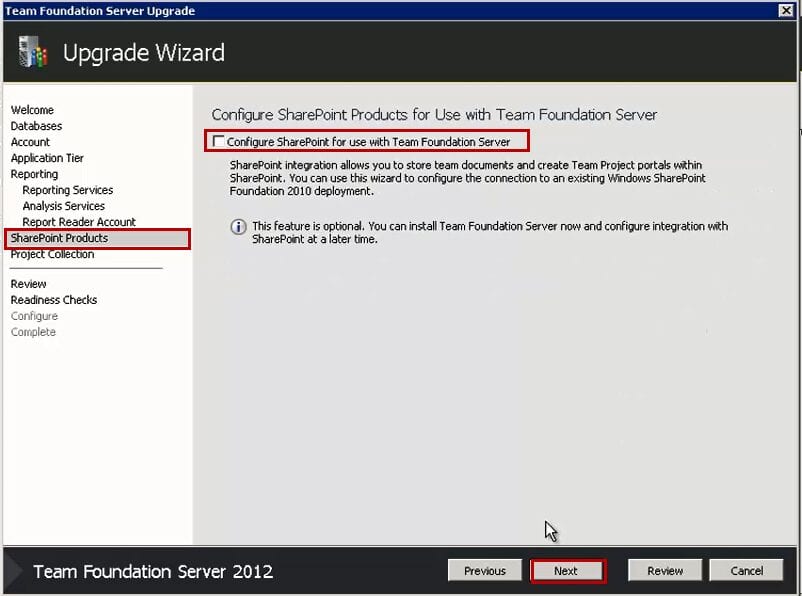 Team Foundation Server Upgrade
Upgrade Wizard
Welcome
Databases
Account
Application Tier
Reporting
Reporting Services
Analysis Services
Report Reader Account
SharePoint Products
Project Collection
Review
Readiness Checks
Configure
Complete
Configure SharePoint Products for Use with Team Foundation Server
Configure SharePoint for use with Team Foundation Server
SharePoint integration allows you to store team documents and create Team Project portals within
SharePoint. You can use this wizard to configure the connection to an existing Windows SharePoint
Foundation 2010 deployment.
This feature is optional. You can install Team Foundation Server now and configure integration with
SharePoint at a later time.
Team Foundation Server 2012
Previous
Next
Review
Cancel